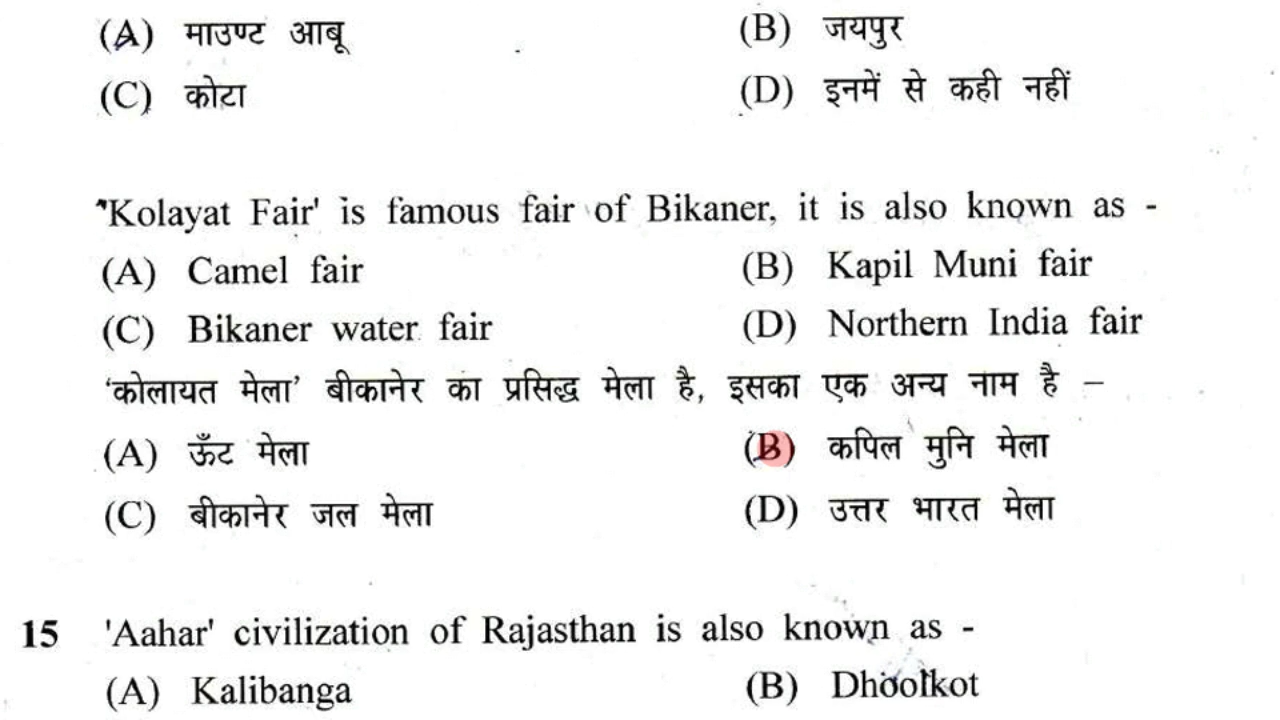 (A) माउण्ट आबू (B) जयपुर
(C) कोटा (D) इनमें से कही नहीं
'Kolayat Fair' is famous fair of Bikaner, it is also known as -
(A) Camel fair (B) Kapil Muni fair
(C) Bikaner water fair (D) Northern India fair
'कोलायत मेला' बीकानेर का प्रसिद्ध मेला है, इसका एक अन्य नाम है –
(A) ऊँट मेला (B) कपिल मुनि मेला
(C) बीकानेर जल मेला (D) उत्तर भारत मेला
15 'Aahar' civilization of Rajasthan is also known as -
(A) Kalibanga (B) Dhoolkot